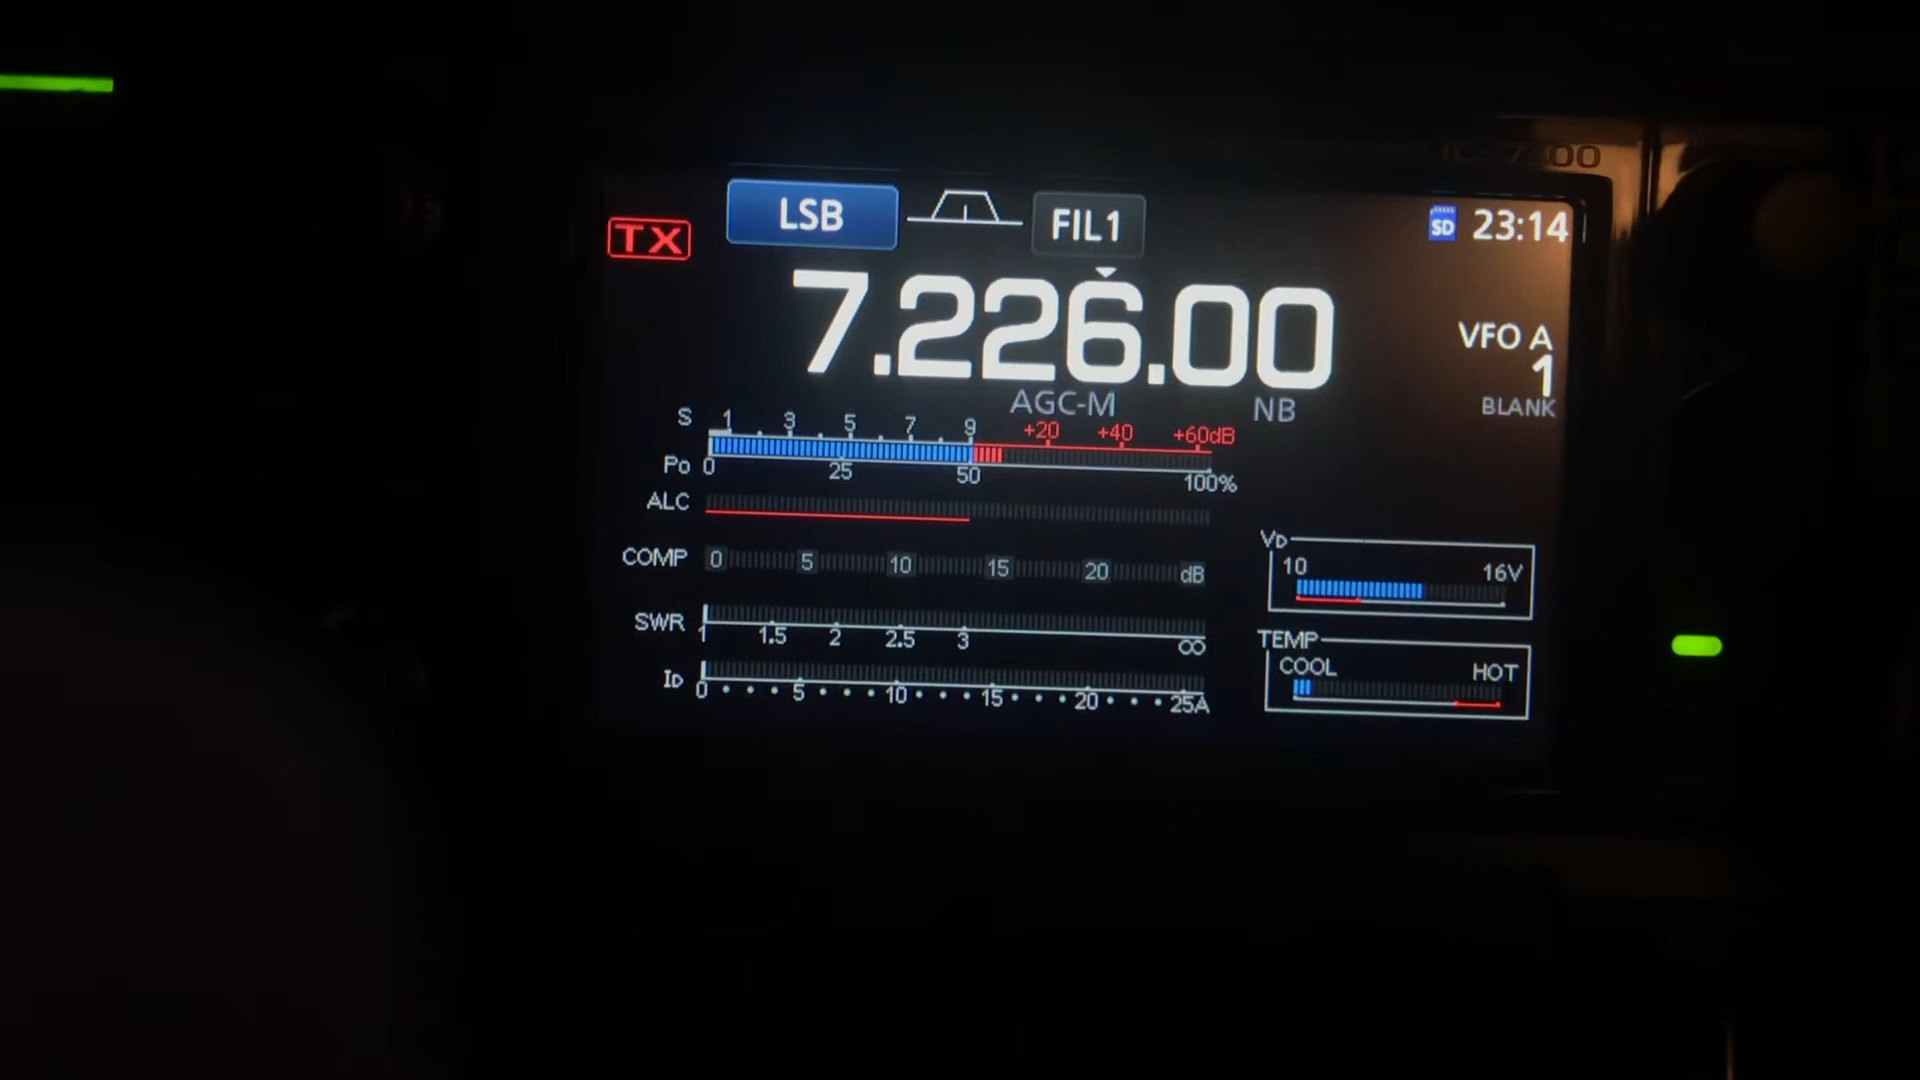 LSB FIL1 SD 23:14
TX
7.226.00
VFO A
1
AGC-M NB BLANK
S 1 3 5 7 9 +20 +40 +60dB
Po 0 25 50 100%
ALC
COMP 0 5 10 15 20 dB
SWR 1 1.5 2 2.5 3 ∞
ID 0 5 10 15 20 25A
VD
10 16V
TEMP
COOL HOT